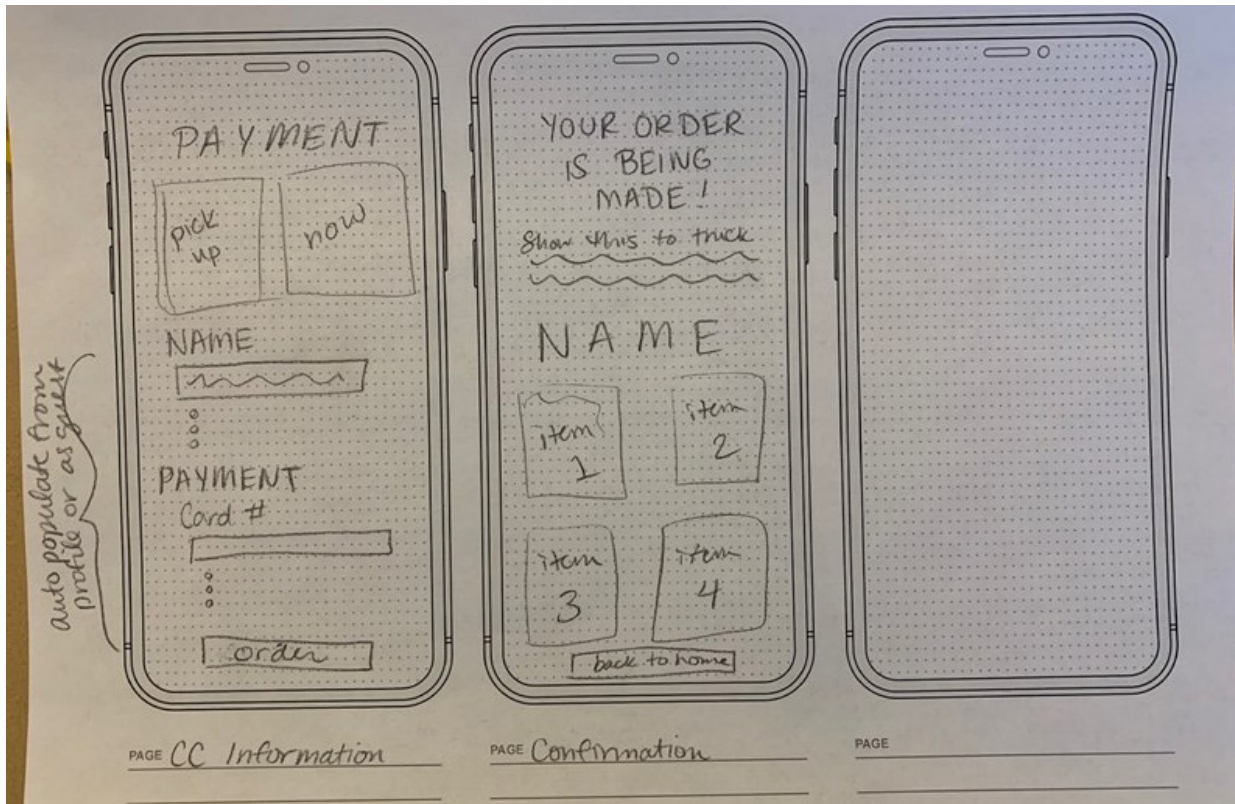 PAYMENT
pick
up
now
NAME
PAYMENT
Card #
order
auto populate from
profile or as guest
PAGE CC Information
YOUR ORDER
IS BEING
MADE!
Show this to truck
NAME
item
1
item
2
item
3
item
4
back to home
PAGE Confirmation
PAGE